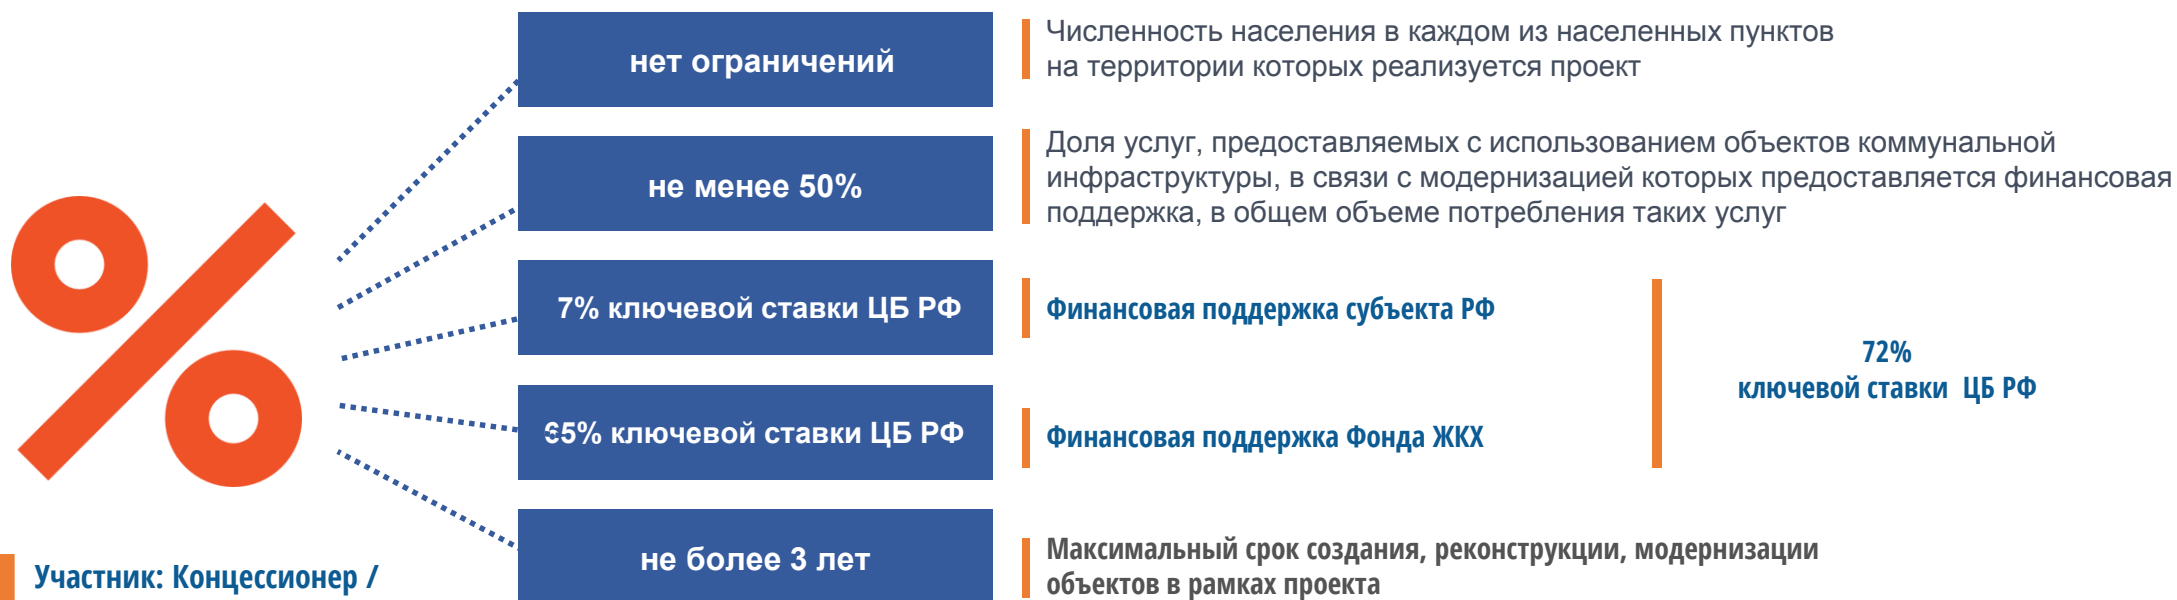 нет ограничений
Численность населения в каждом из населенных пунктов
на территории которых реализуется проект
не менее 50%
Доля услуг, предоставляемых с использованием объектов коммунальной
инфраструктуры, в связи с модернизацией которых предоставляется финансовая
поддержка, в общем объеме потребления таких услуг
7% ключевой ставки ЦБ РФ
Финансовая поддержка субъекта РФ
65% ключевой ставки ЦБ РФ
Финансовая поддержка Фонда ЖКХ
72%
ключевой ставки ЦБ РФ
не более 3 лет
Максимальный срок создания, реконструкции, модернизации
объектов в рамках проекта
Участник: Концессионер /